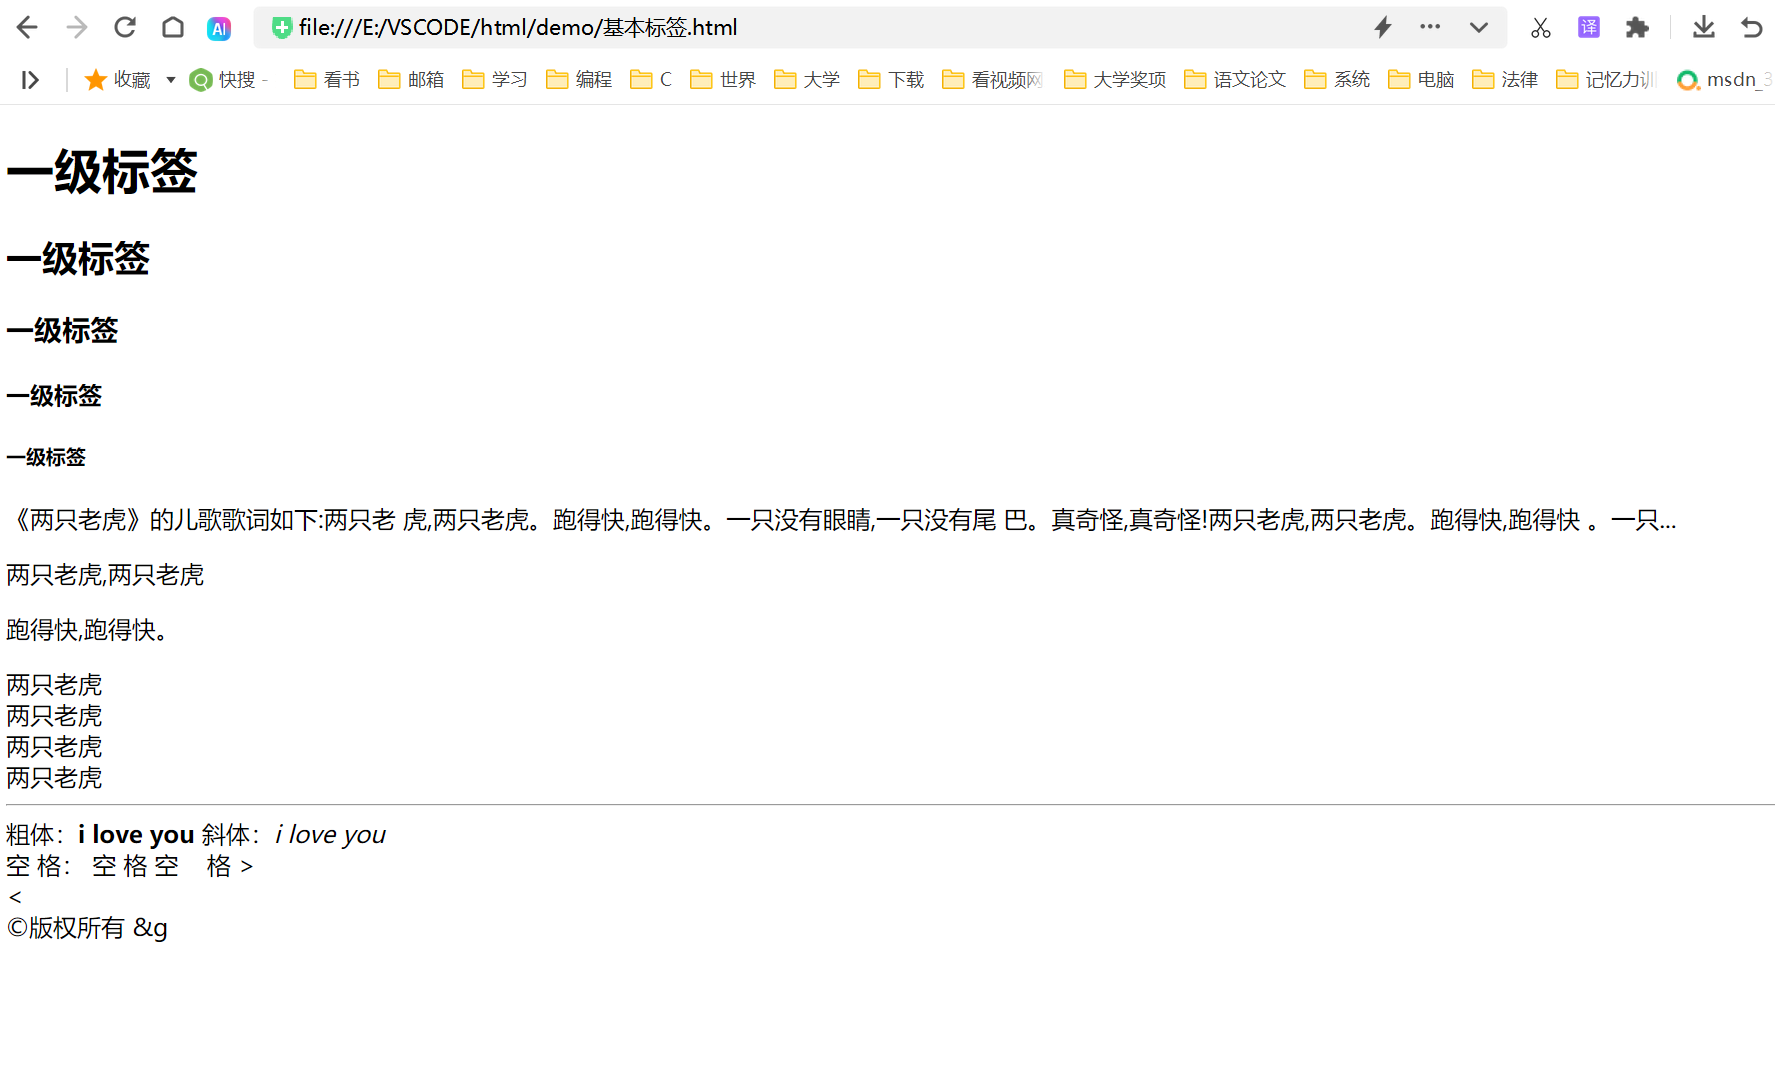 AI file:///E:/VSCODE/html/demo/基本标签.html 译
收藏 快搜 - 看书 邮箱 学习 编程 C 世界 大学 下载 看视频网 大学奖项 语文论文 系统 电脑 法律 记忆力训 msdn_3
一级标签
一级标签
一级标签
一级标签
一级标签
《两只老虎》的儿歌歌词如下:两只老 虎,两只老虎。跑得快,跑得快。一只没有眼睛,一只没有尾 巴。真奇怪,真奇怪!两只老虎,两只老虎。跑得快,跑得快 。一只...
两只老虎,两只老虎
跑得快,跑得快。
两只老虎
两只老虎
两只老虎
两只老虎
粗体：i love you 斜体：i love you
空 格： 空 格 空 格 >
<
©版权所有 &g